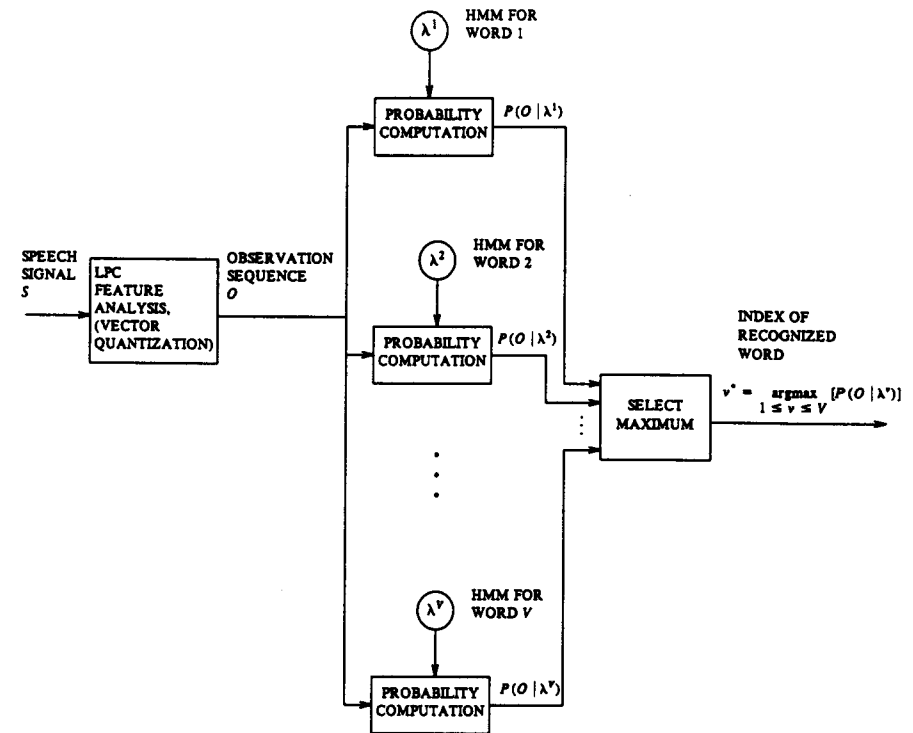 λ¹
HMM FOR
WORD 1
PROBABILITY
COMPUTATION
P(O | λ¹)
SPEECH
SIGNAL
S
LPC
FEATURE
ANALYSIS,
(VECTOR
QUANTIZATION)
OBSERVATION
SEQUENCE
O
λ²
HMM FOR
WORD 2
PROBABILITY
COMPUTATION
P(O | λ²)
SELECT
MAXIMUM
INDEX OF
RECOGNIZED
WORD
v* = argmax [P(O | λᵛ)]
1 ≤ v ≤ V
λⱽ
HMM FOR
WORD V
PROBABILITY
COMPUTATION
P(O | λⱽ)